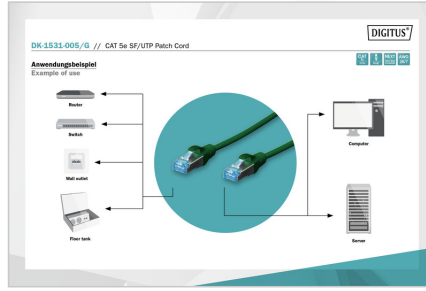 DIGITUS®
DK-1531-005/G // CAT 5e SF/UTP Patch Cord
Anwendungsbeispiel
Example of use
Router
Switch
Wall outlet
Floor tank
Computer
Server